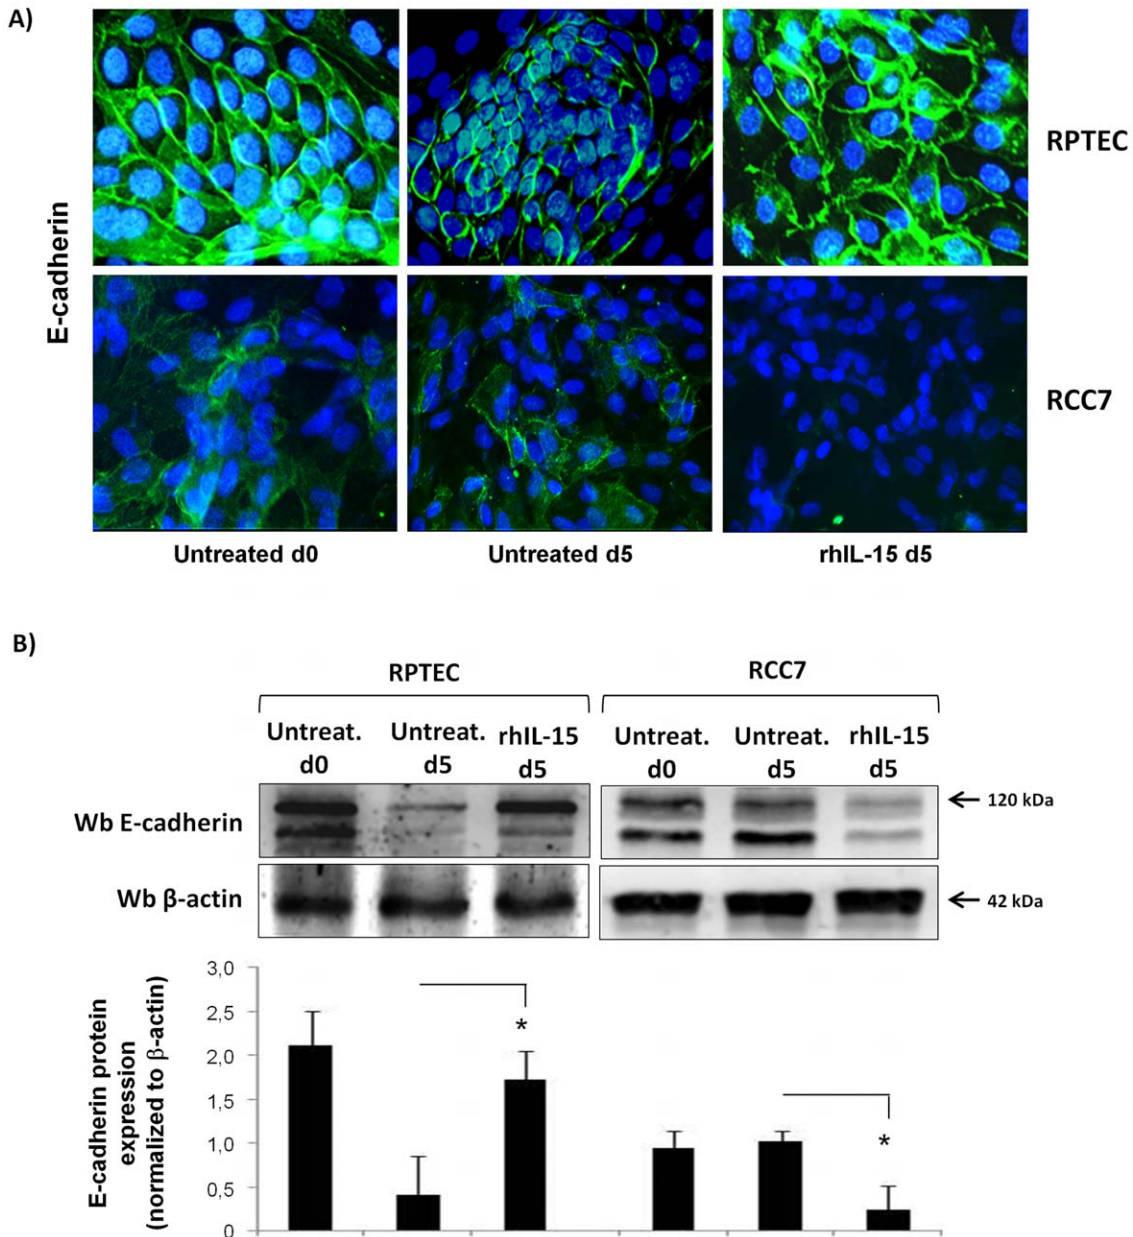 A)
E-cadherin
RPTEC
RCC7
Untreated d0
Untreated d5
rhIL-15 d5
B)
RPTEC
RCC7
Untreat. d0
Untreat. d5
rhIL-15 d5
Untreat. d0
Untreat. d5
rhIL-15 d5
Wb E-cadherin
120 kDa
Wb β-actin
42 kDa
E-cadherin protein
expression
(normalized to β-actin)
3,0
2,5
2,0
1,5
1,0
0,5
0
*
*